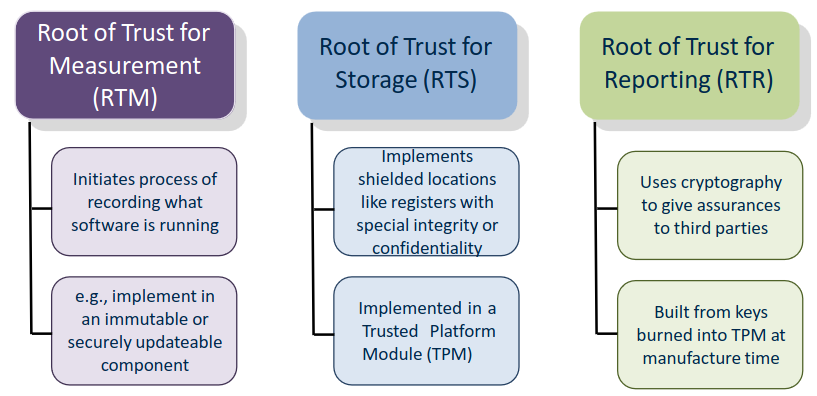 Root of Trust for
Measurement
(RTM)
Initiates process of
recording what
software is running
e.g., implement in
an immutable or
securely updateable
component
Root of Trust for
Storage (RTS)
Implements
shielded locations
like registers with
special integrity or
confidentiality
Implemented in a
Trusted Platform
Module (TPM)
Root of Trust for
Reporting (RTR)
Uses cryptography
to give assurances
to third parties
Built from keys
burned into TPM at
manufacture time